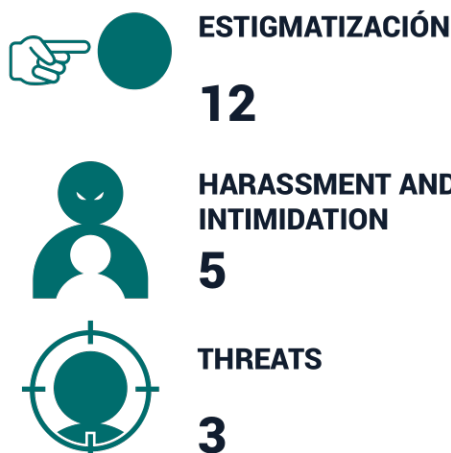 ESTIGMATIZACIÓN
12
HARASSMENT AND
INTIMIDATION
5
THREATS
3